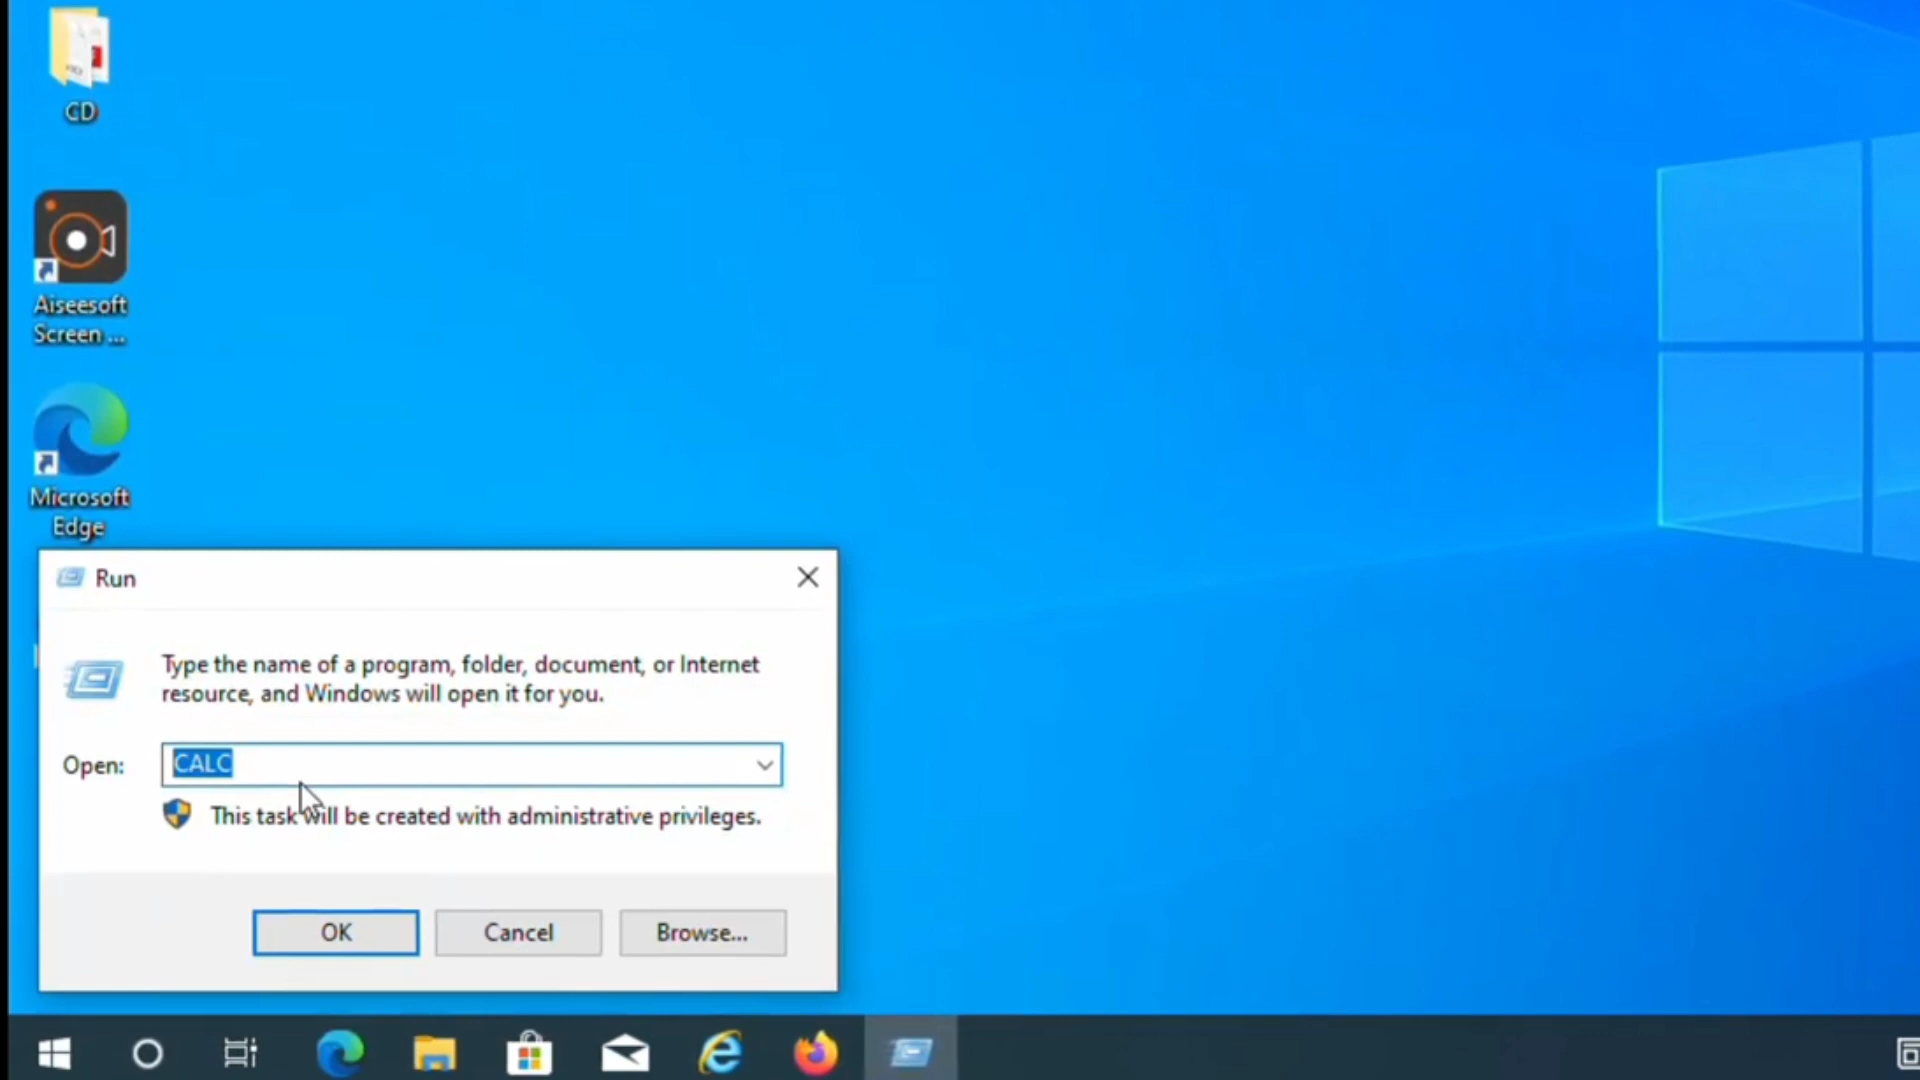 CD
Aiseesoft
Screen ...
Microsoft
Edge
Run
Type the name of a program, folder, document, or Internet
resource, and Windows will open it for you.
Open:
CALC
This task will be created with administrative privileges.
OK
Cancel
Browse...